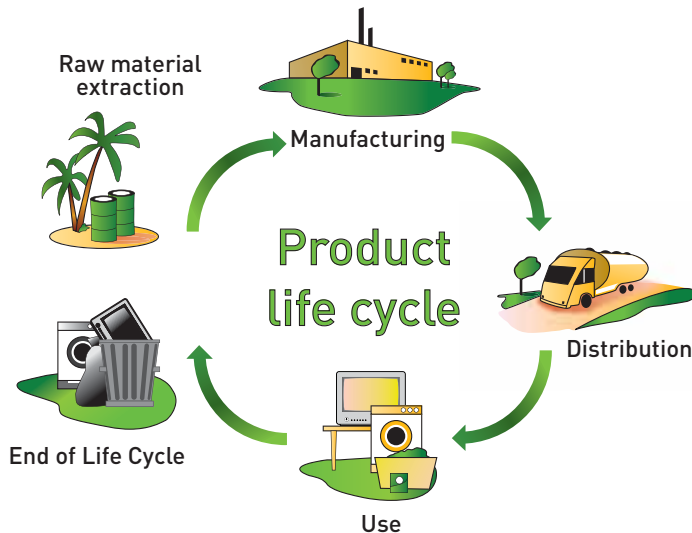 Raw material
extraction
Manufacturing
Product
life cycle
Distribution
Use
End of Life Cycle